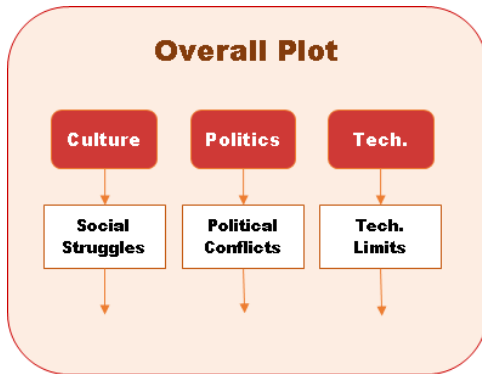 Overall Plot
Culture
Politics
Tech.
Social
Struggles
Political
Conflicts
Tech.
Limits